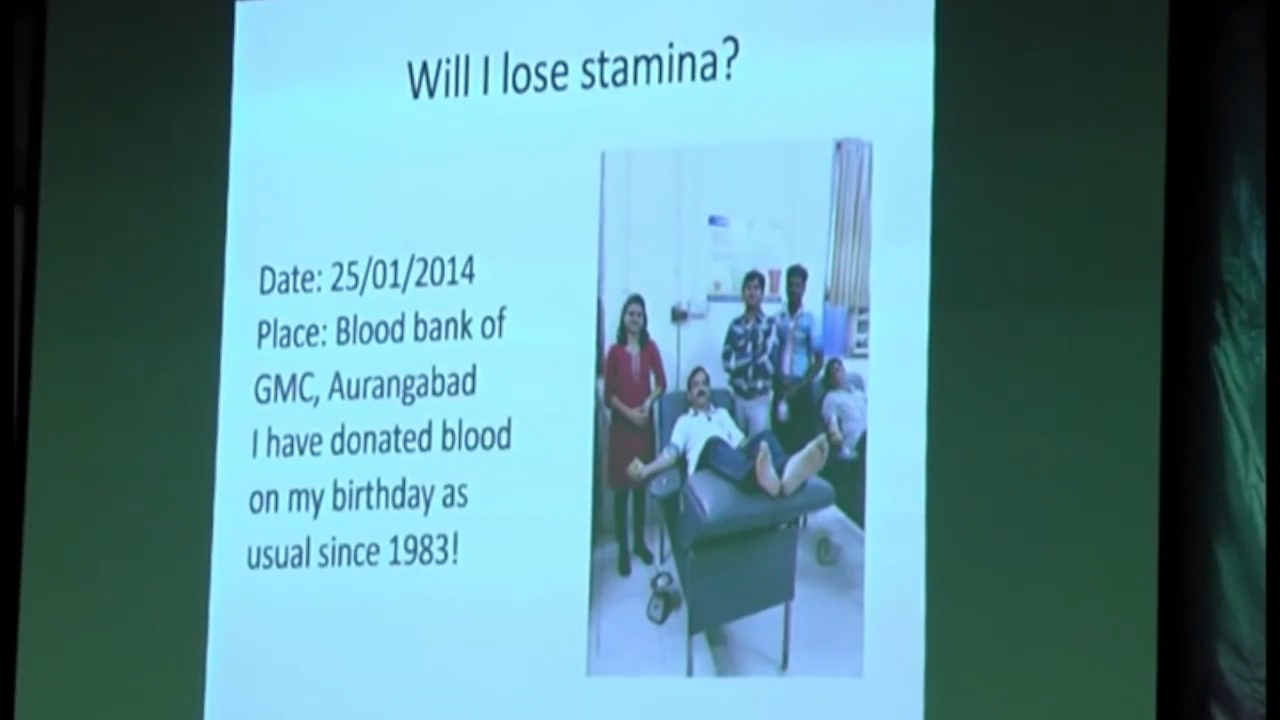 Will I lose stamina?
Date: 25/01/2014
Place: Blood bank of
GMC, Aurangabad
I have donated blood
on my birthday as
usual since 1983!